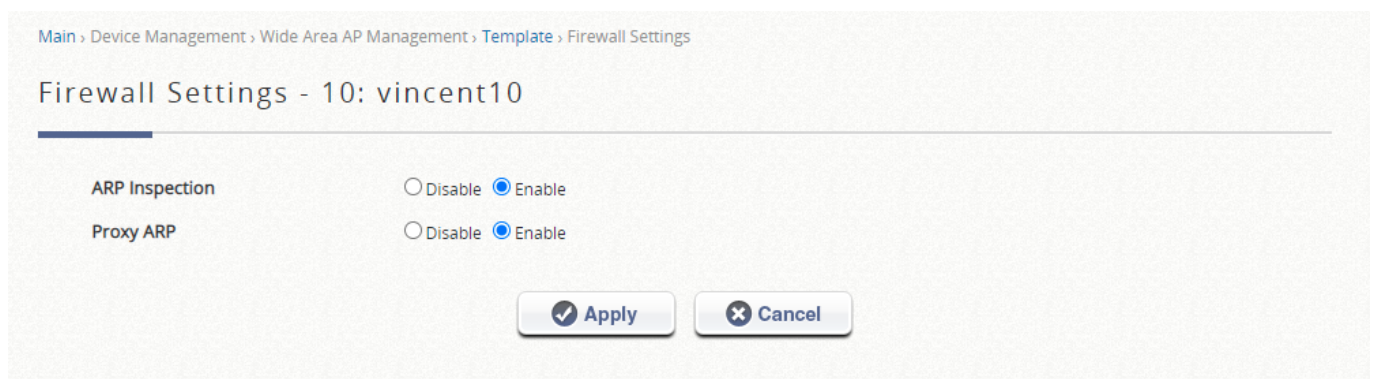 Main › Device Management › Wide Area AP Management › Template › Firewall Settings
Firewall Settings - 10: vincent10
ARP Inspection Disable Enable
Proxy ARP Disable Enable
Apply Cancel